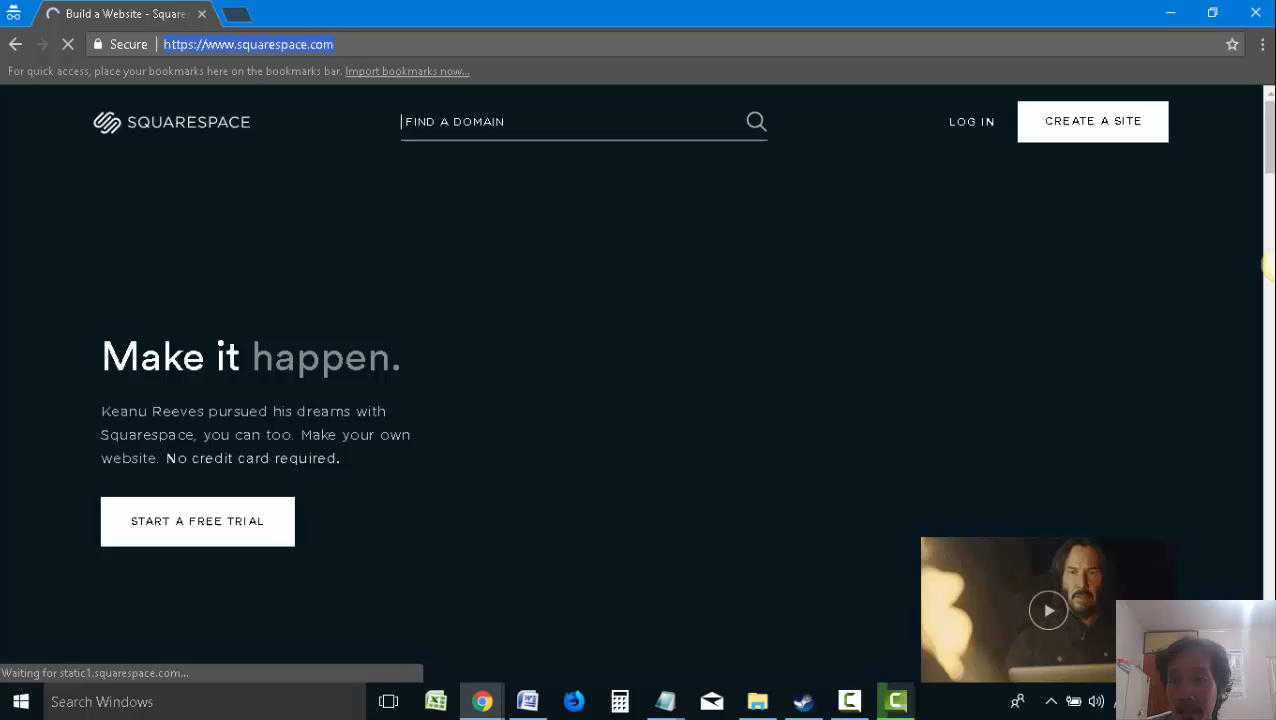 Build a Website - Squares
Secure
https://www.squarespace.com
For quick access, place your bookmarks here on the bookmarks bar. Import bookmarks now...
SQUARESPACE
FIND A DOMAIN
LOG IN
CREATE A SITE
Make it happen.
Keanu Reeves pursued his dreams with
Squarespace, you can too. Make your own
website. No credit card required.
START A FREE TRIAL
Waiting for static1.squarespace.com...
Search Windows